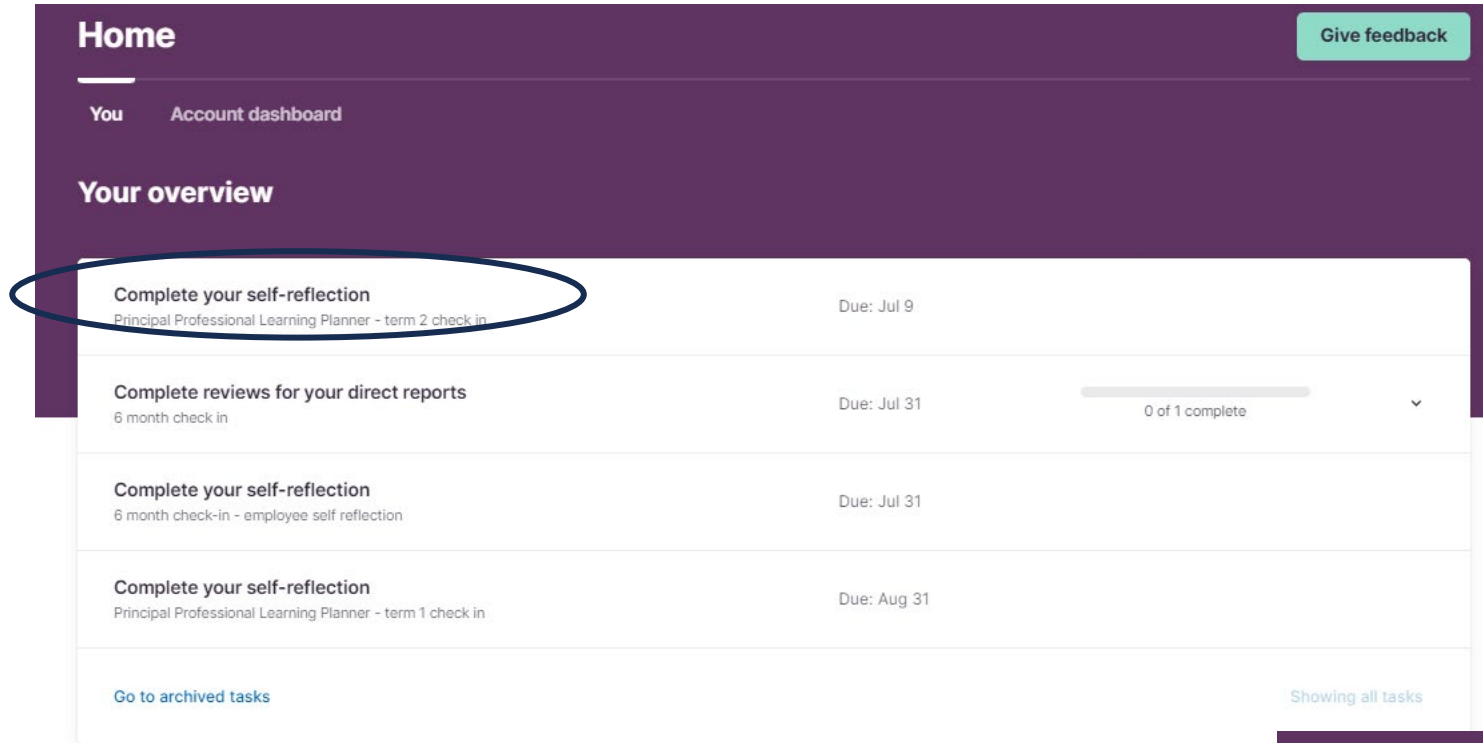 Home
Give feedback
You
Account dashboard
Your overview
Complete your self-reflection
Principal Professional Learning Planner - term 2 check in
Due: Jul 9
Complete reviews for your direct reports
6 month check in
Due: Jul 31
0 of 1 complete
Complete your self-reflection
6 month check-in - employee self reflection
Due: Jul 31
Complete your self-reflection
Principal Professional Learning Planner - term 1 check in
Due: Aug 31
Go to archived tasks
Showing all tasks